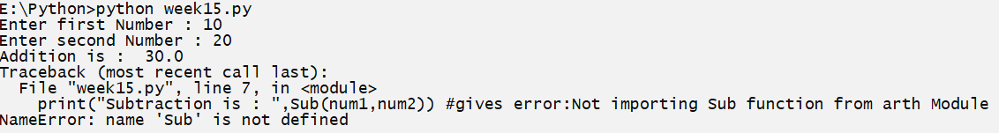 E:\Python>python week15.py
Enter first Number : 10
Enter second Number : 20
Addition is :  30.0
Traceback (most recent call last):
  File "week15.py", line 7, in <module>
    print("Subtraction is : ",Sub(num1,num2)) #gives error:Not importing Sub function from arth Module
NameError: name 'Sub' is not defined